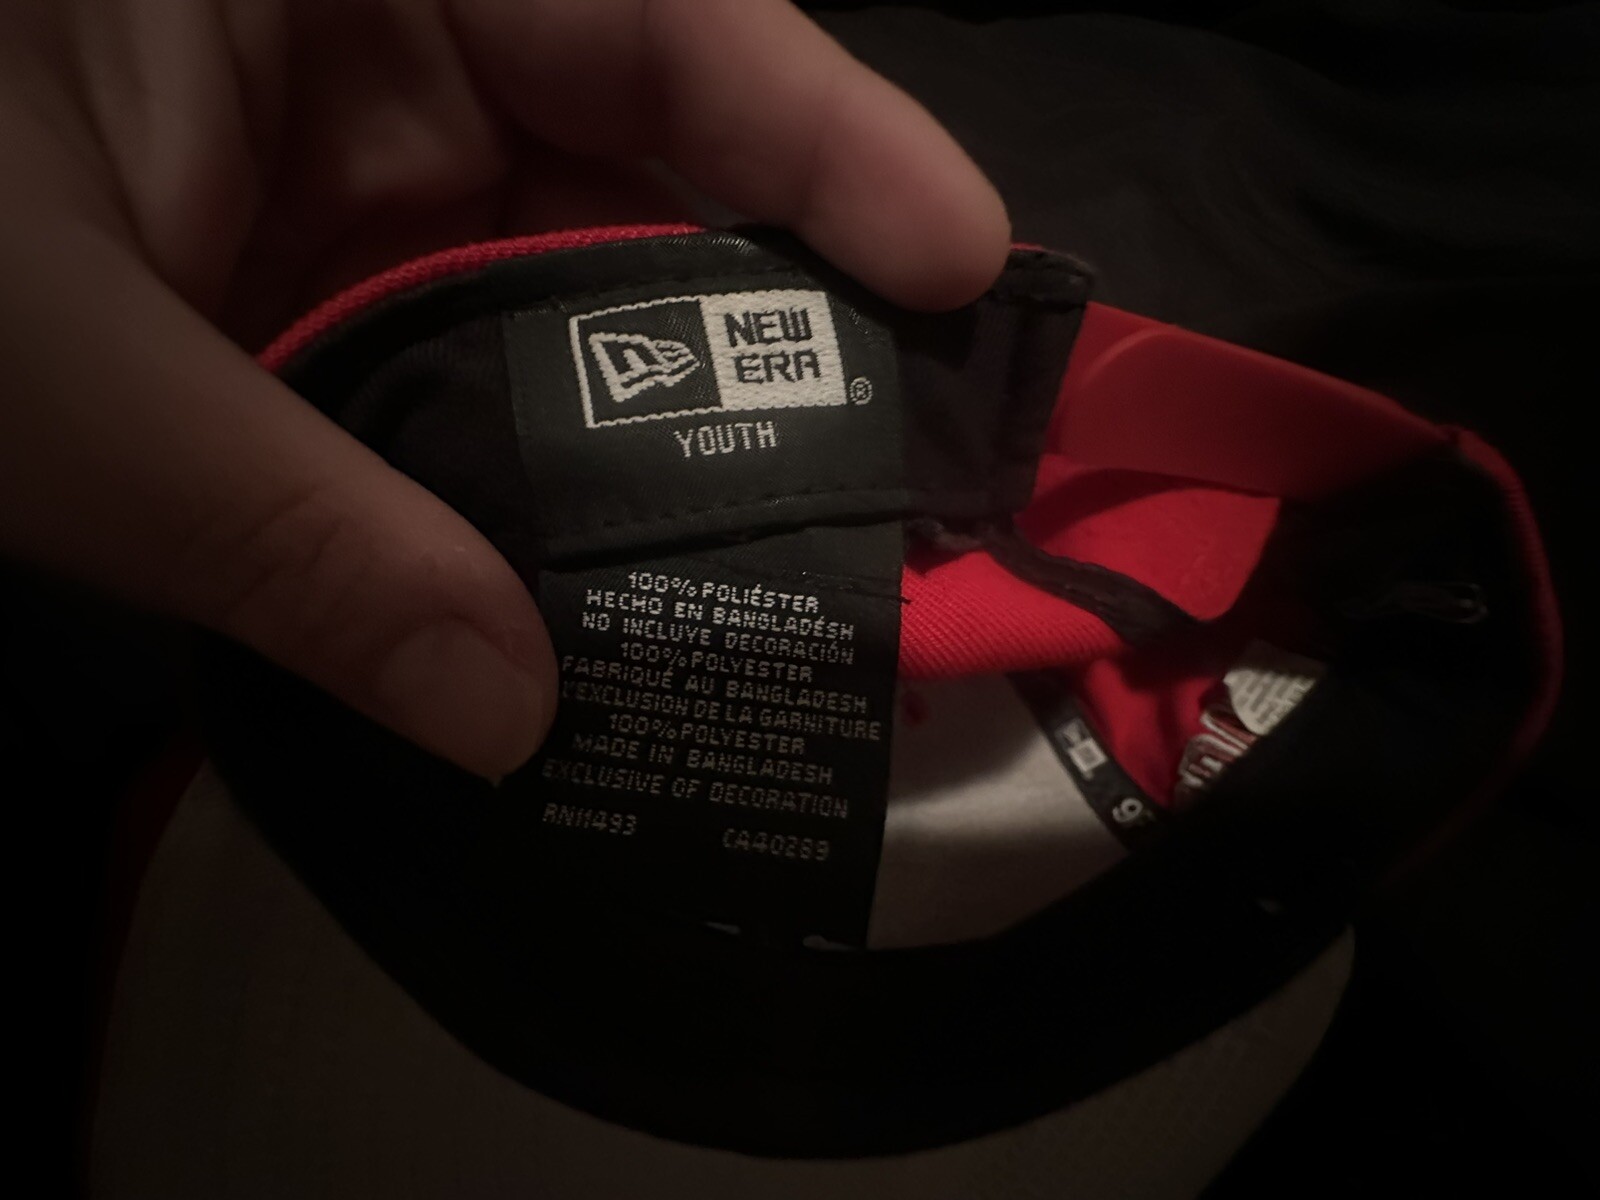 NEW
ERA
®
YOUTH
100% POLIÉSTER
HECHO EN BANGLADÉSH
NO INCLUYE DECORACIÓN
100% POLYESTER
FABRIQUÉ AU BANGLADESH
L'EXCLUSION DE LA GARNITURE
100% POLYESTER
MADE IN BANGLADESH
EXCLUSIVE OF DECORATION
RN11493 CA40289
9